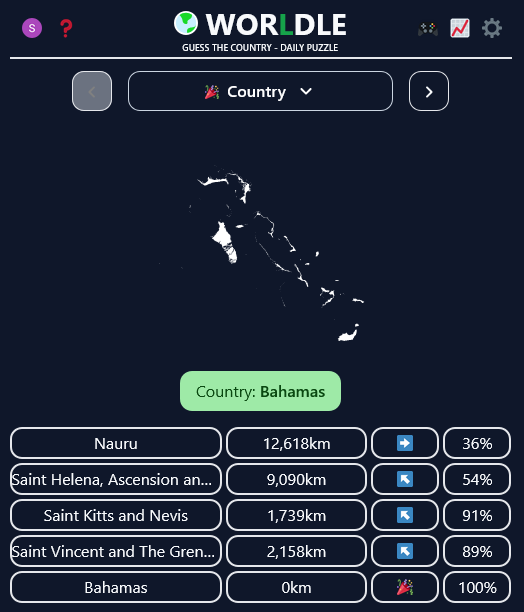 S
WORLDLE
GUESS THE COUNTRY - DAILY PUZZLE
Country
Country: Bahamas
Nauru 12,618km 36%
Saint Helena, Ascension an... 9,090km 54%
Saint Kitts and Nevis 1,739km 91%
Saint Vincent and The Gren... 2,158km 89%
Bahamas 0km 100%